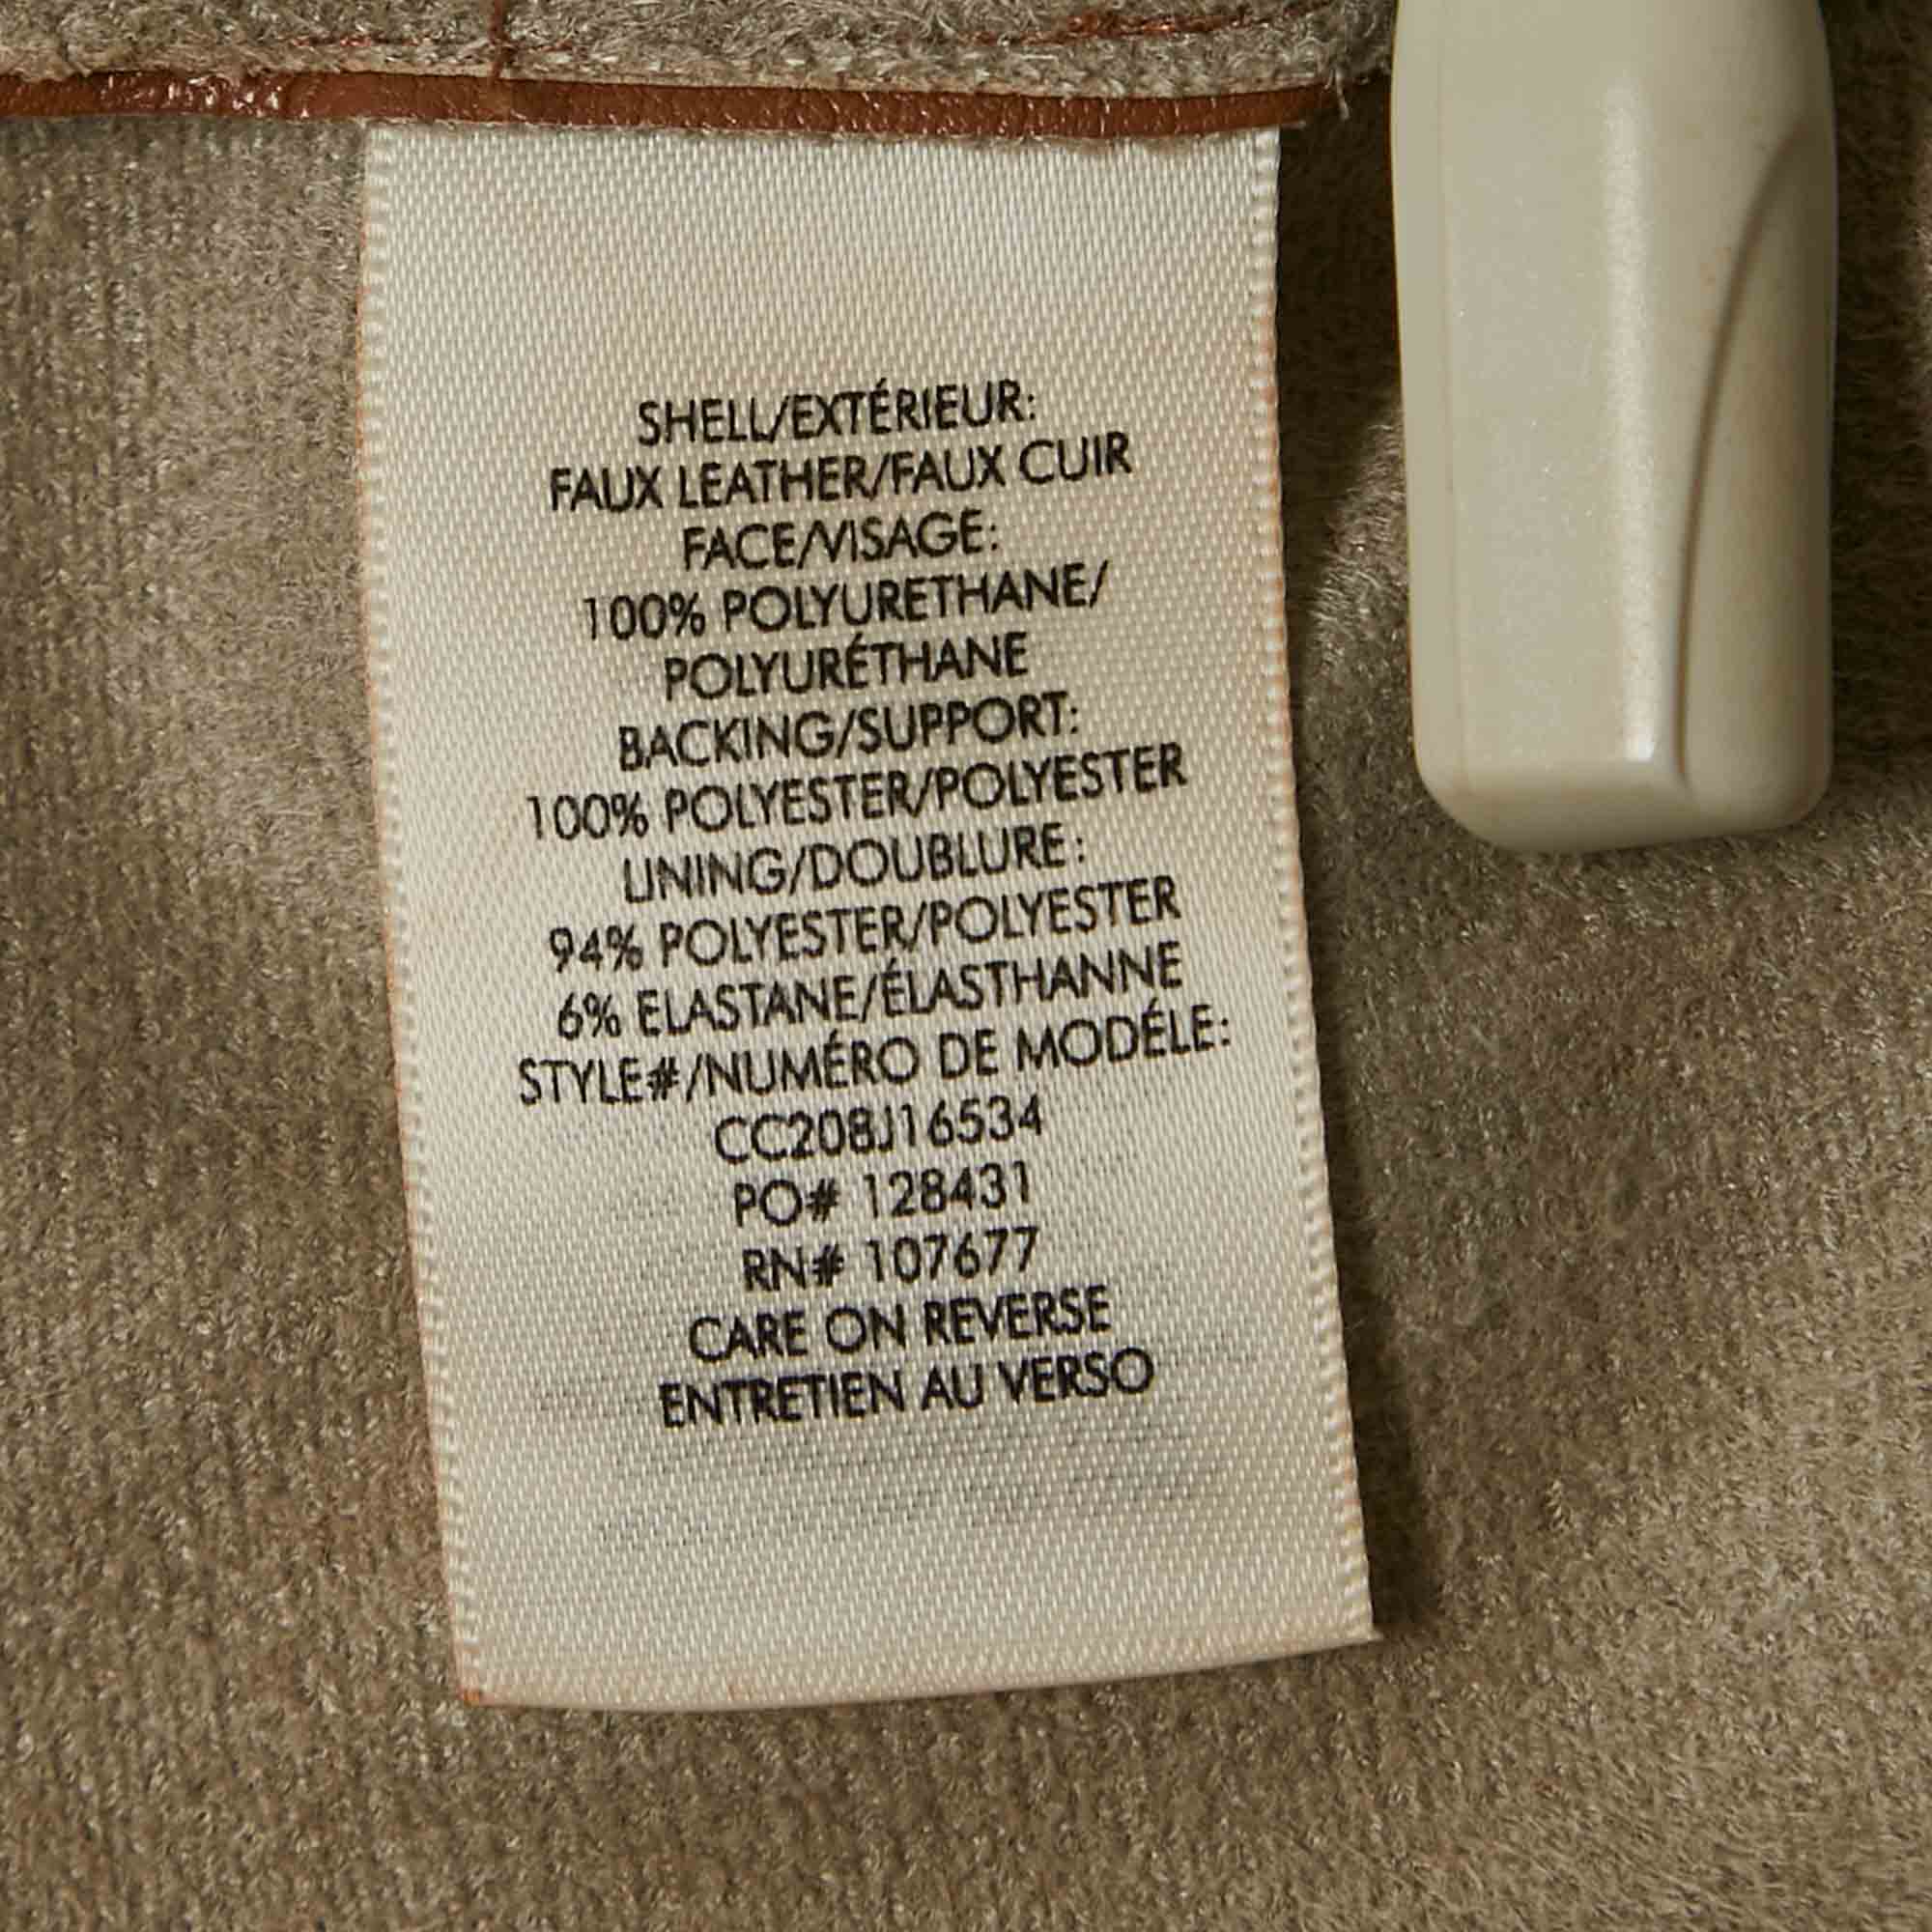 SHELL/EXTÉRIEUR:
FAUX LEATHER/FAUX CUIR
FACE/VISAGE:
100% POLYURETHANE/
POLYURÉTHANE
BACKING/SUPPORT:
100% POLYESTER/POLYESTER
LINING/DOUBLURE:
94% POLYESTER/POLYESTER
6% ELASTANE/ÉLASTHANNE
STYLE#/NUMÉRO DE MODÉLE:
CC208J16534
PO# 128431
RN# 107677
CARE ON REVERSE
ENTRETIEN AU VERSO